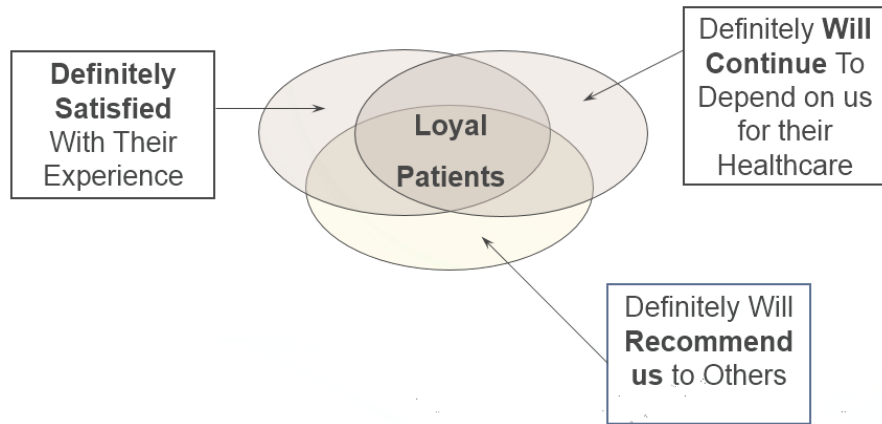 Definitely
Satisfied
With Their
Experience
Loyal
Patients
Definitely Will
Continue To
Depend on us
for their
Healthcare
Definitely Will
Recommend
us to Others